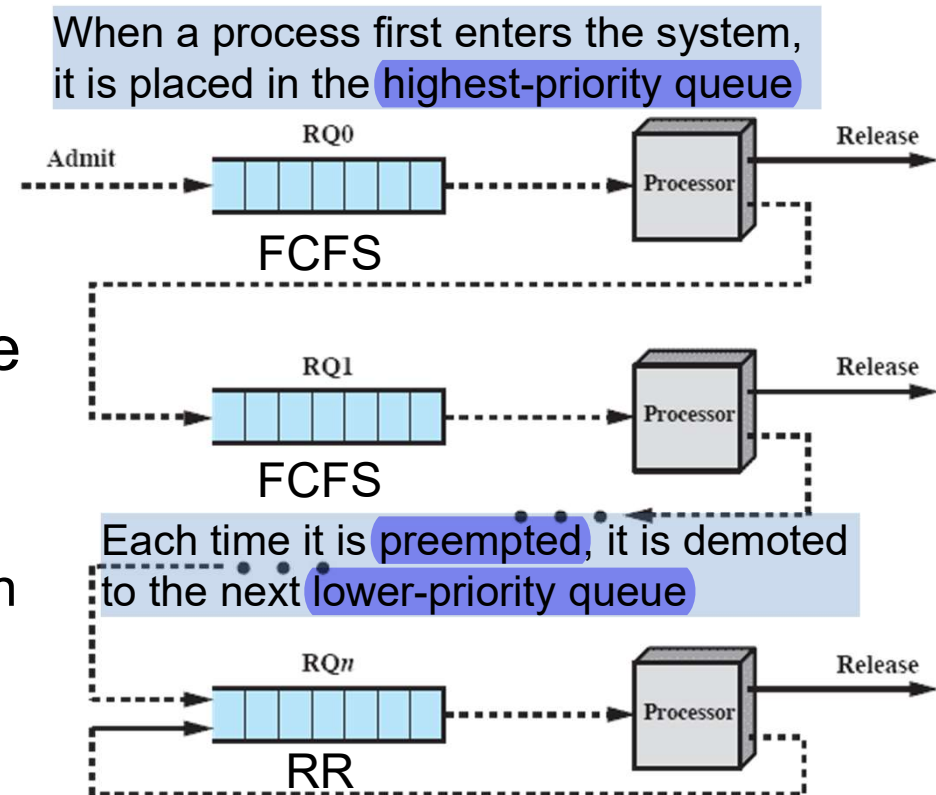 When a process first enters the system,
it is placed in the highest-priority queue
RQ0
Release
Admit
Processor
FCFS
e
RQ1
Release
Processor
FCFS
Each time it is preempted, it is demoted
n
to the next lower-priority queue
RQn
Release
Processor
RR